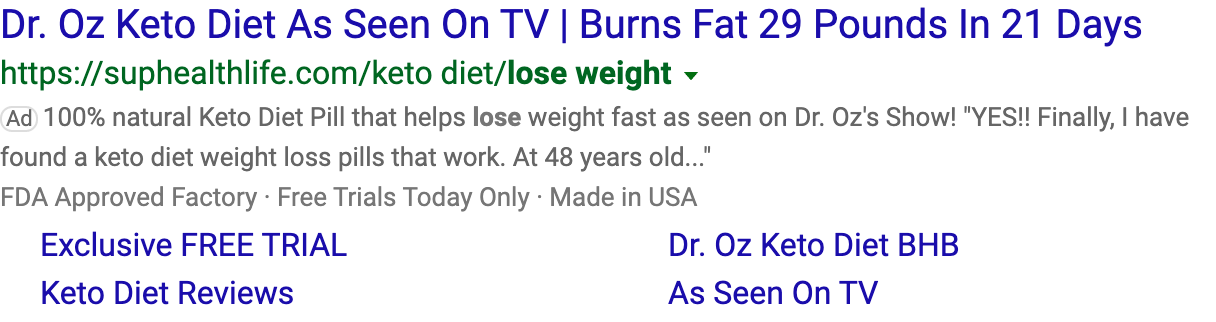 Dr. Oz Keto Diet As Seen On TV | Burns Fat 29 Pounds In 21 Days
https://suphealthlife.com/keto diet/lose weight
Ad 100% natural Keto Diet Pill that helps lose weight fast as seen on Dr. Oz's Show! "YES!! Finally, I have
found a keto diet weight loss pills that work. At 48 years old..."
FDA Approved Factory · Free Trials Today Only · Made in USA
Exclusive FREE TRIAL
Dr. Oz Keto Diet BHB
Keto Diet Reviews
As Seen On TV